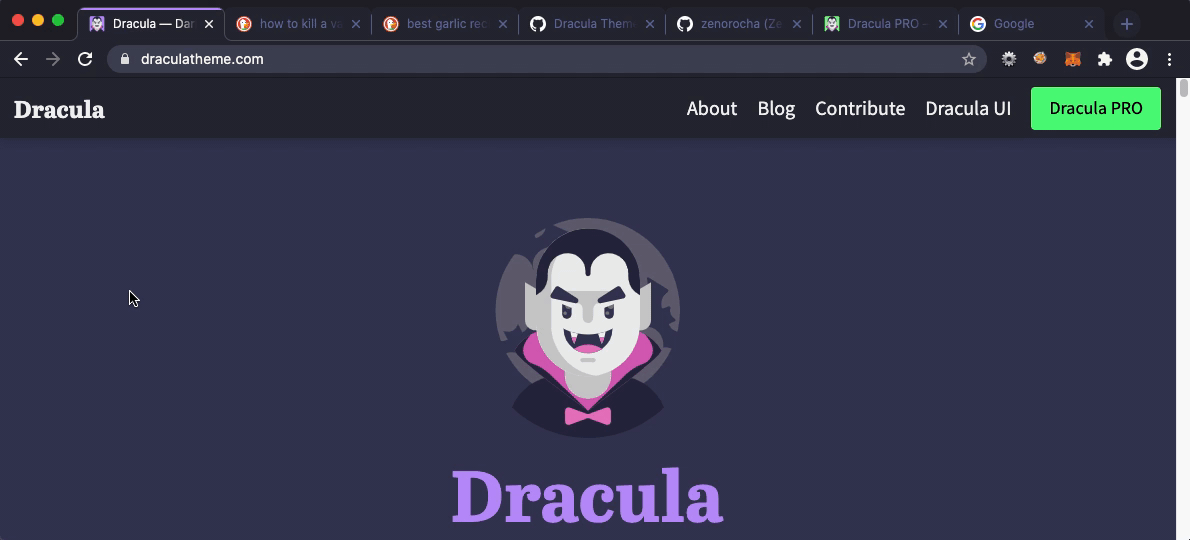 Dracula — Dar
how to kill a va
best garlic rec
Dracula Them
zenorocha (Ze
Dracula PRO -
Google
draculatheme.com
Dracula
About
Blog
Contribute
Dracula UI
Dracula PRO
Dracula